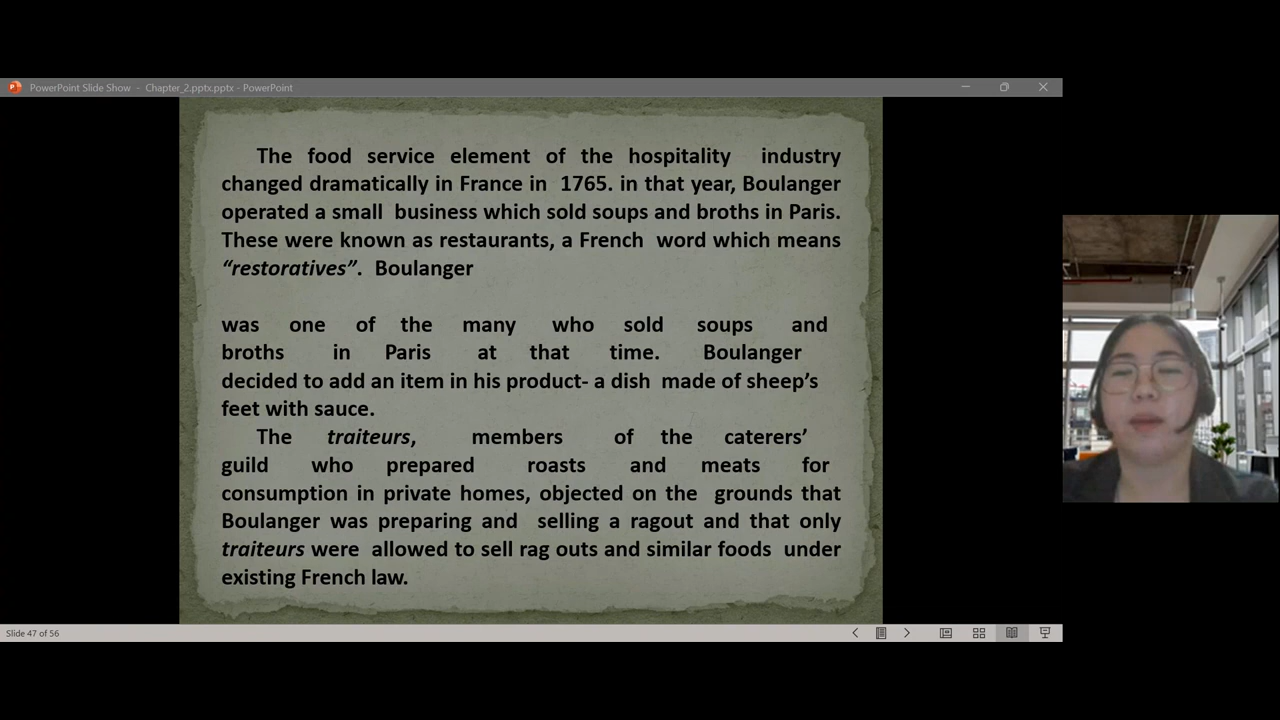 PowerPoint Slide Show - Chapter_2.pptx.pptx - PowerPoint
The food service element of the hospitality industry
changed dramatically in France in 1765. in that year, Boulanger
operated a small business which sold soups and broths in Paris.
These were known as restaurants, a French word which means
“restoratives”. Boulanger
was one of the many who sold soups and
broths in Paris at that time. Boulanger
decided to add an item in his product- a dish made of sheep’s
feet with sauce.
The traiteurs, members of the caterers’
guild who prepared roasts and meats for
consumption in private homes, objected on the grounds that
Boulanger was preparing and selling a ragout and that only
traiteurs were allowed to sell rag outs and similar foods under
existing French law.
Slide 47 of 56